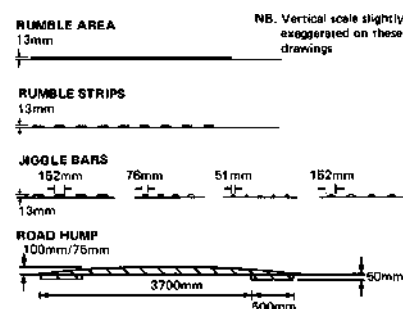 RUMBLE AREA
13mm
NB. Vertical scale slightly
exaggerated on these
drawings
RUMBLE STRIPS
13mm
JIGGLE BARS
152mm 76mm 51mm 162mm
13mm
ROAD HUMP
100mm/75mm
3700mm
500mm
50mm